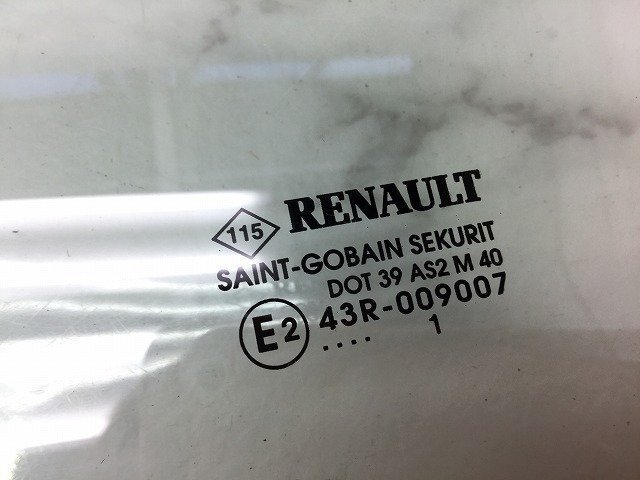 115 RENAULT
SAINT-GOBAIN SEKURIT
DOT 39 AS2 M 40
E2 43R-009007
.... 1